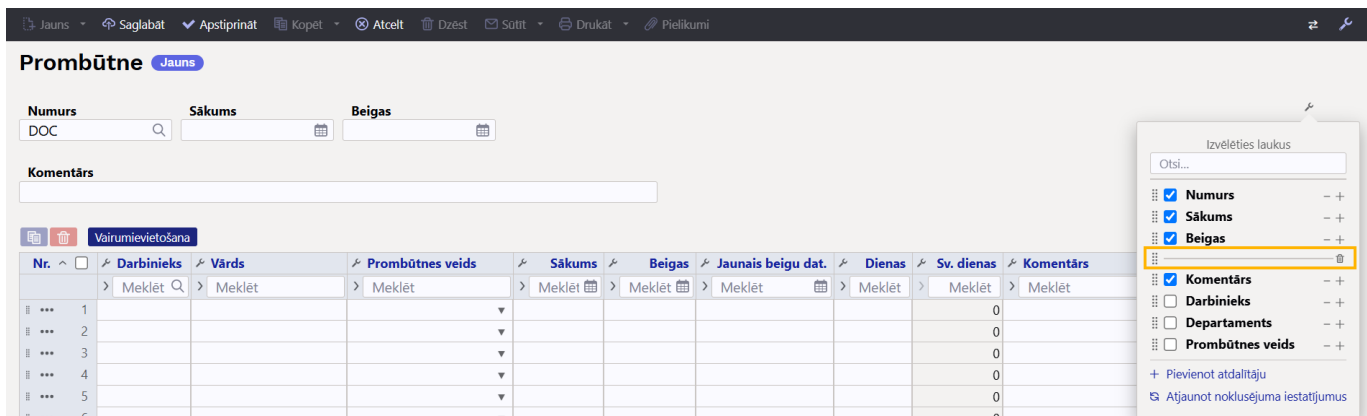 Jauns Saglabāt Apstiprināt Kopēt Atcelt Dzēst Sūtīt Drukāt Pielikumi
Prombūtne Jauns
Numurs Sākums Beigas
DOC
Komentārs
Izvēlēties laukus
Otsi...
Numurs
Sākums
Beigas
Komentārs
Darbinieks
Departaments
Prombūtnes veids
+ Pievienot atdalītāju
Atjaunot noklusējuma iestatījumus
Vairumievietošana
Nr. Darbinieks Vārds Prombūtnes veids Sākums Beigas Jaunais beigu dat. Dienas Sv. dienas Komentārs
Meklēt Meklēt Meklēt Meklēt Meklēt Meklēt Meklēt Meklēt Meklēt
1 0
2 0
3 0
4 0
5 0